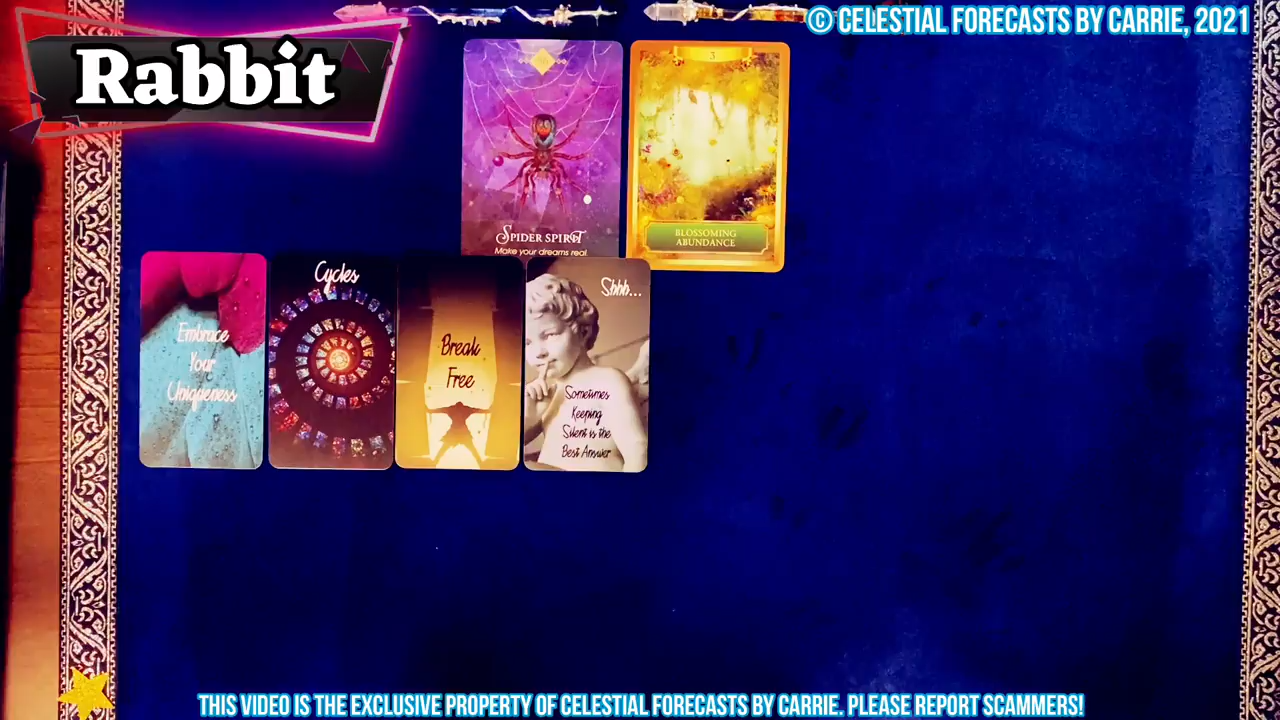 © CELESTIAL FORECASTS BY CARRIE, 2021
Rabbit
3
SPIDER SPIRIT
Make your dreams real.
BLOSSOMING
ABUNDANCE
Embrace
Your
Uniqueness
Cycles
Break
Free
Shhh...
Sometimes
Keeping
Silent is the
Best Answer
THIS VIDEO IS THE EXCLUSIVE PROPERTY OF CELESTIAL FORECASTS BY CARRIE. PLEASE REPORT SCAMMERS!